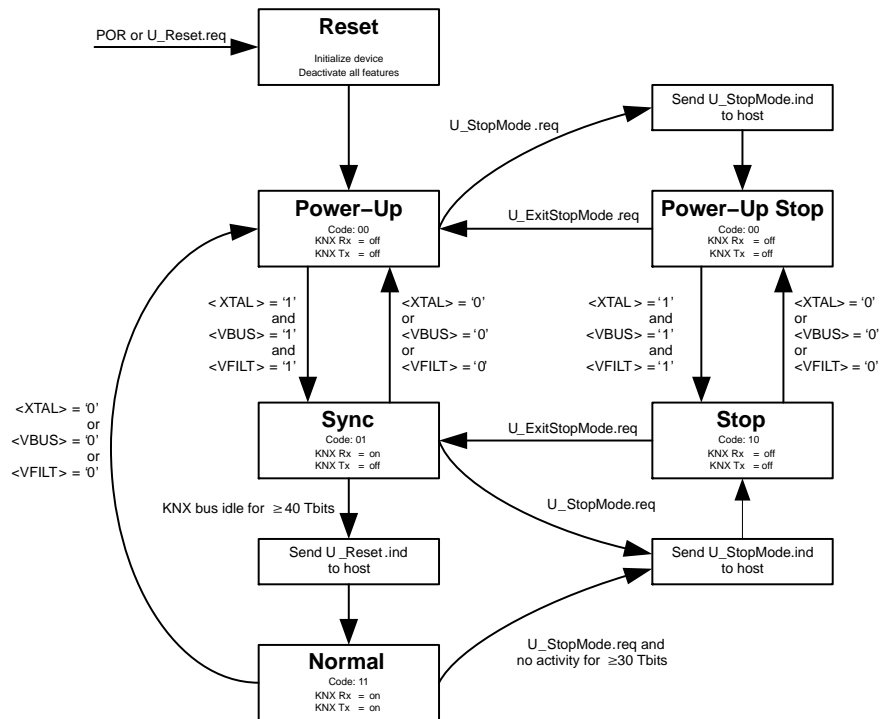 POR or U_Reset.req
Reset
Initialize device
Deactivate all features
Send U_StopMode.ind
to host
U_StopMode .req
Power–Up
Code: 00
KNX Rx = off
KNX Tx = off
U_ExitStopMode .req
Power–Up Stop
Code: 00
KNX Rx = off
KNX Tx = off
<XTAL> = ‘1’
and
<VBUS> = ‘1’
and
<VFILT> = ‘1’
<XTAL> = ‘0’
or
<VBUS> = ‘0’
or
<VFILT> = ‘0’
<XTAL> = ‘1’
and
<VBUS> = ‘1’
and
<VFILT> = ‘1’
<XTAL> = ‘0’
or
<VBUS> = ‘0’
or
<VFILT> = ‘0’
<XTAL> = ‘0’
or
<VBUS> = ‘0’
or
<VFILT> = ‘0’
Sync
Code: 01
KNX Rx = on
KNX Tx = off
U_ExitStopMode.req
Stop
Code: 10
KNX Rx = off
KNX Tx = off
KNX bus idle for ≥ 40 Tbits
U_StopMode.req
Send U_Reset.ind
to host
Send U_StopMode.ind
to host
Normal
Code: 11
KNX Rx = on
KNX Tx = on
U_StopMode.req and
no activity for ≥30 Tbits